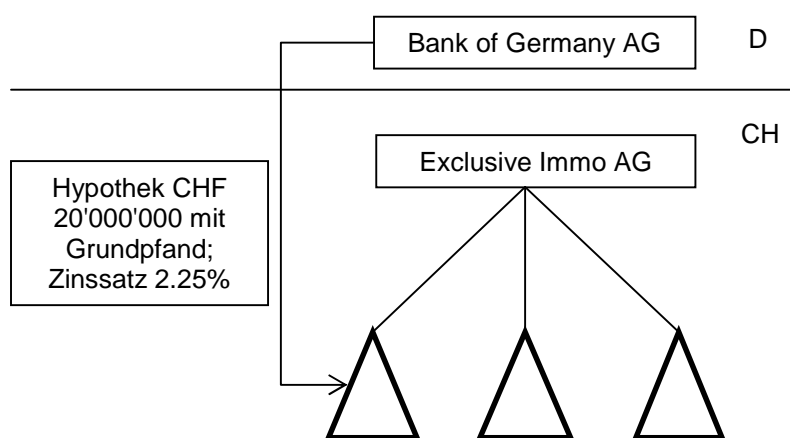 Bank of Germany AG
D
CH
Exclusive Immo AG
Hypothek CHF
20'000'000 mit
Grundpfand;
Zinssatz 2.25%